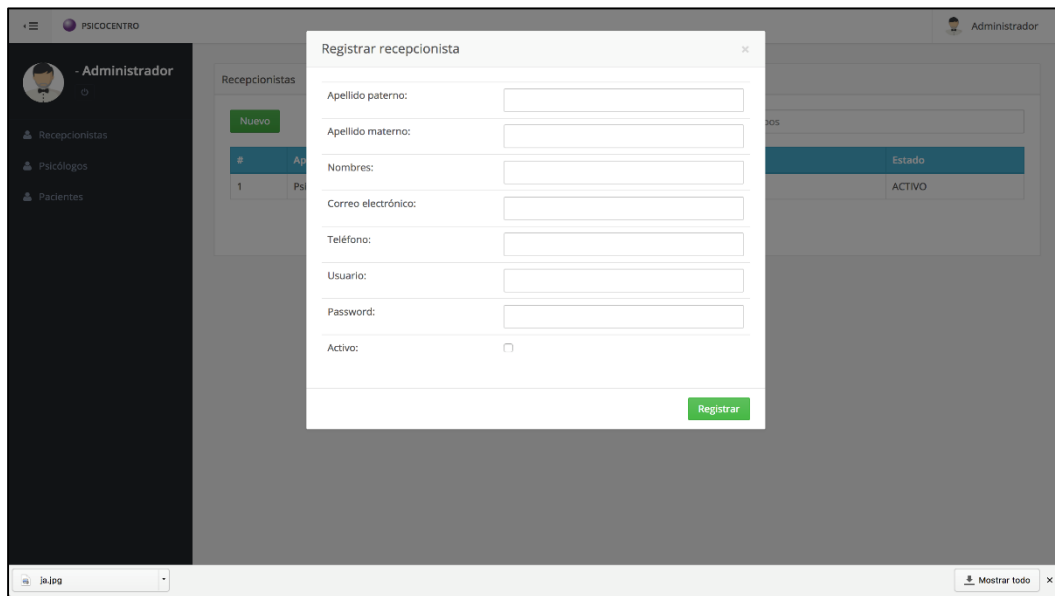 PSICOCENTRO
Administrador
- Administrador
Recepcionistas
Psicólogos
Pacientes
Recepcionistas
Nuevo
# Estado
1 ACTIVO
Registrar recepcionista ×
Apellido paterno:
Apellido materno:
Nombres:
Correo electrónico:
Teléfono:
Usuario:
Password:
Activo:
Registrar
ja.jpg
Mostrar todo ×